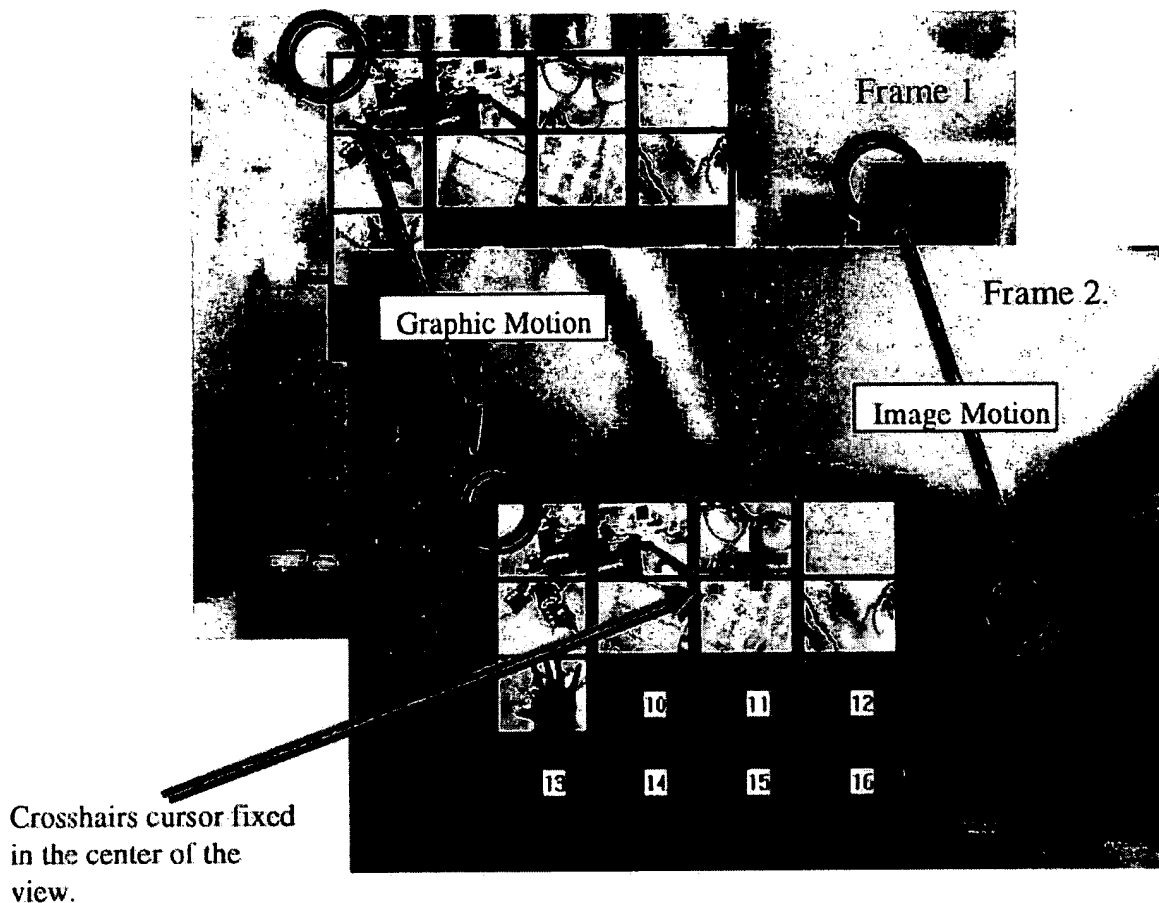 Frame 1
Frame 2.
Graphic Motion
Image Motion
10 11 12
13 14 15 16
Crosshairs cursor fixed
in the center of the
view.